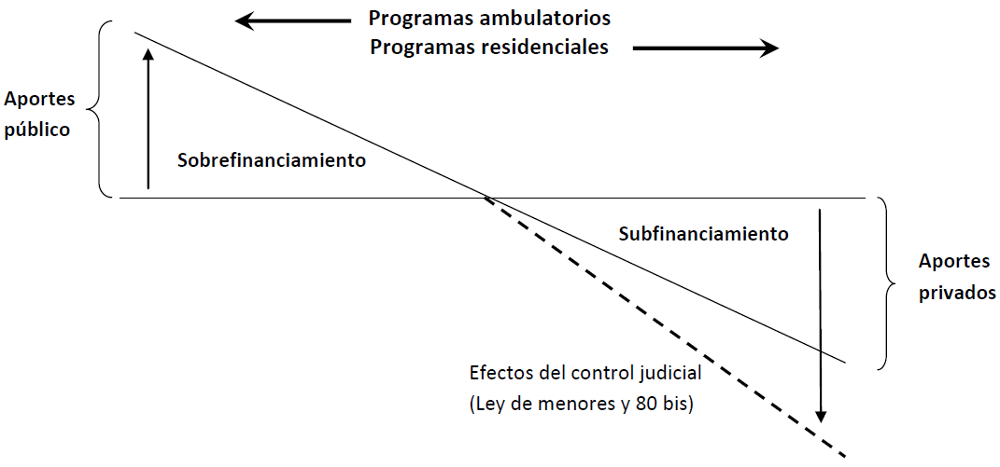 Programas ambulatorios
Programas residenciales
Aportes
público
Sobrefinanciamiento
Subfinanciamiento
Aportes
privados
Efectos del control judicial
(Ley de menores y 80 bis)